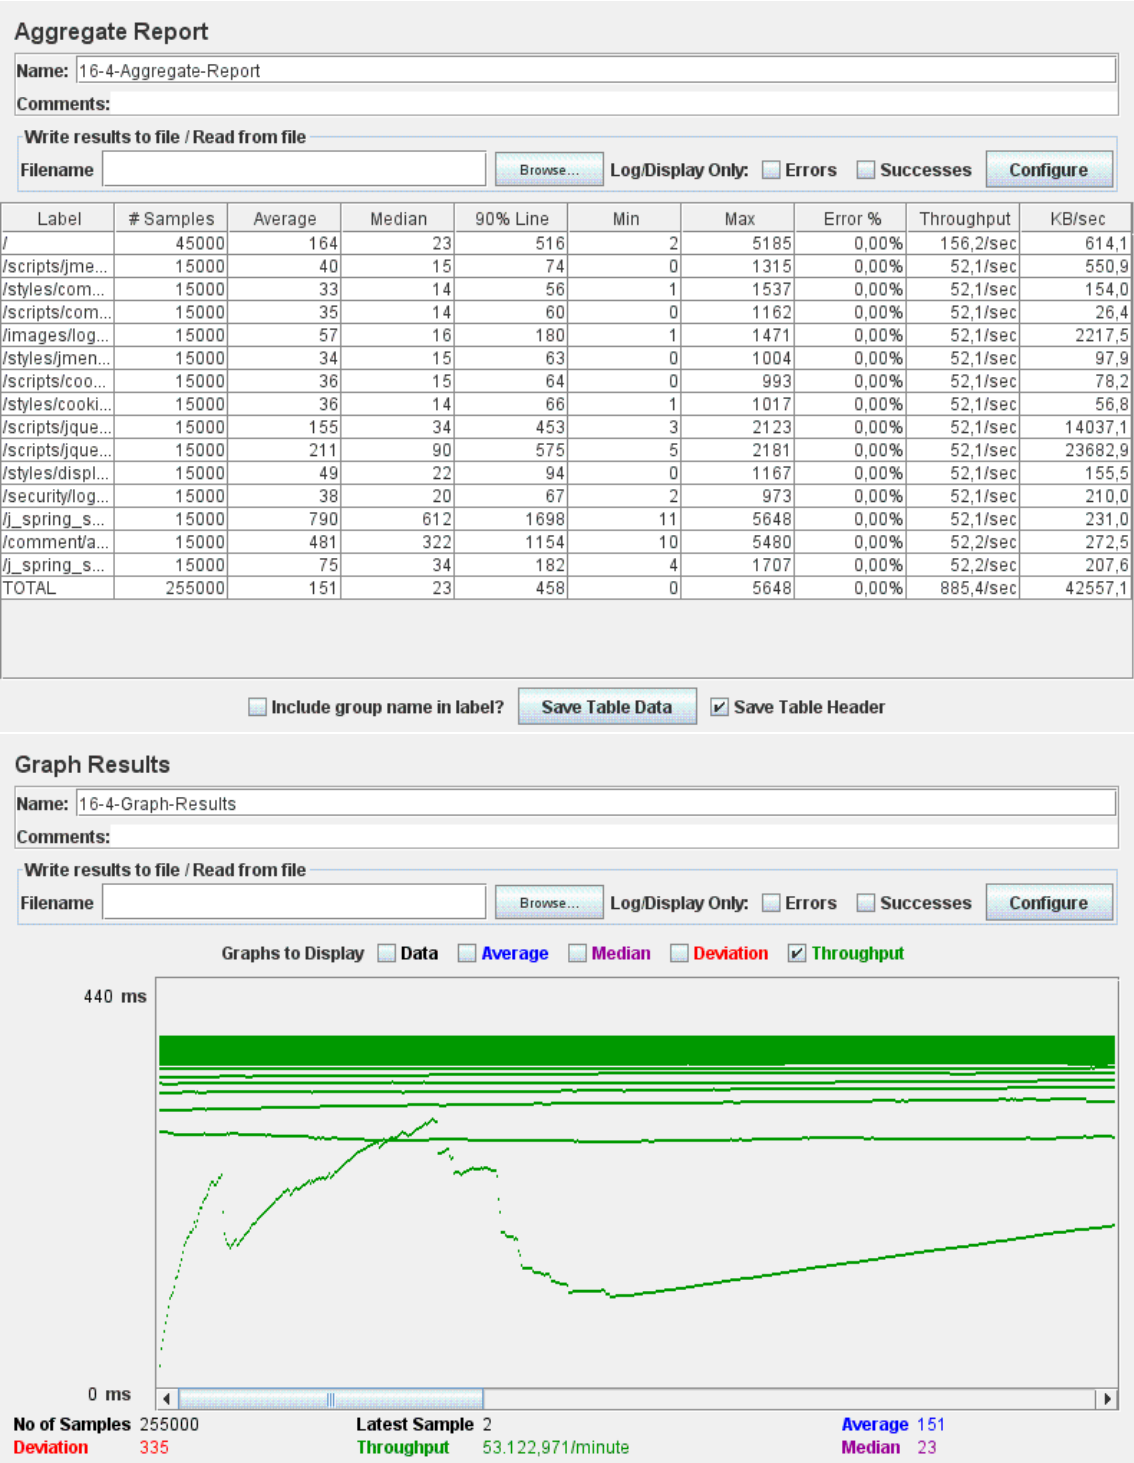 Aggregate Report
Name: 16-4-Aggregate-Report
Comments:
Write results to file / Read from file
Filename Browse... Log/Display Only: Errors Successes Configure
Label # Samples Average Median 90% Line Min Max Error % Throughput KB/sec
/ 45000 164 23 516 2 5185 0,00% 156,2/sec 614,1
/scripts/jme... 15000 40 15 74 0 1315 0,00% 52,1/sec 550,9
/styles/com... 15000 33 14 56 1 1537 0,00% 52,1/sec 154,0
/scripts/com... 15000 35 14 60 0 1162 0,00% 52,1/sec 26,4
/images/log... 15000 57 16 180 1 1471 0,00% 52,1/sec 2217,5
/styles/jmen... 15000 34 15 63 0 1004 0,00% 52,1/sec 97,9
/scripts/coo... 15000 36 15 64 0 993 0,00% 52,1/sec 78,2
/styles/cooki... 15000 36 14 66 1 1017 0,00% 52,1/sec 56,8
/scripts/jque... 15000 155 34 453 3 2123 0,00% 52,1/sec 14037,1
/scripts/jque... 15000 211 90 575 5 2181 0,00% 52,1/sec 23682,9
/styles/displ... 15000 49 22 94 0 1167 0,00% 52,1/sec 155,5
/security/log... 15000 38 20 67 2 973 0,00% 52,1/sec 210,0
/j_spring_s... 15000 790 612 1698 11 5648 0,00% 52,1/sec 231,0
/comment/a... 15000 481 322 1154 10 5480 0,00% 52,2/sec 272,5
/j_spring_s... 15000 75 34 182 4 1707 0,00% 52,2/sec 207,6
TOTAL 255000 151 23 458 0 5648 0,00% 885,4/sec 42557,1
Include group name in label? Save Table Data Save Table Header
Graph Results
Name: 16-4-Graph-Results
Comments:
Write results to file / Read from file
Filename Browse... Log/Display Only: Errors Successes Configure
Graphs to Display Data Average Median Deviation Throughput
440 ms
0 ms
No of Samples 255000 Latest Sample 2 Average 151
Deviation 335 Throughput 53.122,971/minute Median 23